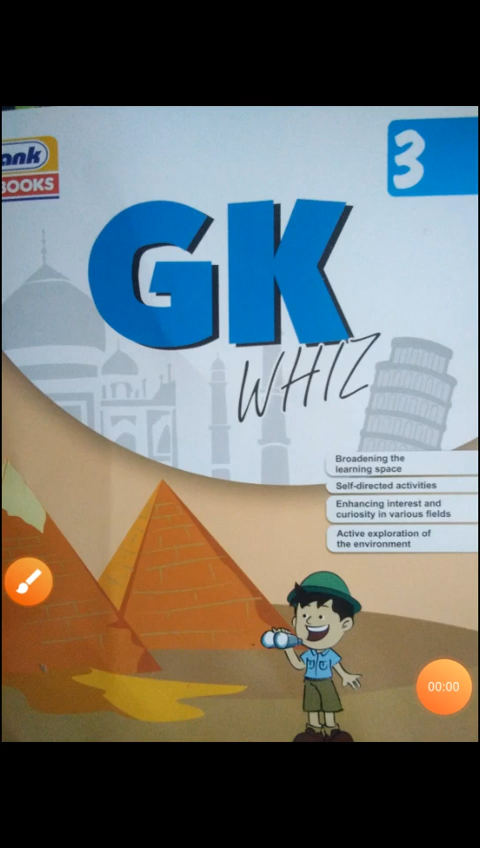 3
BOOKS
GK
WHIZ
Broadening the
learning space
Self-directed activities
Enhancing interest and
curiosity in various fields
Active exploration of
the environment
00:00